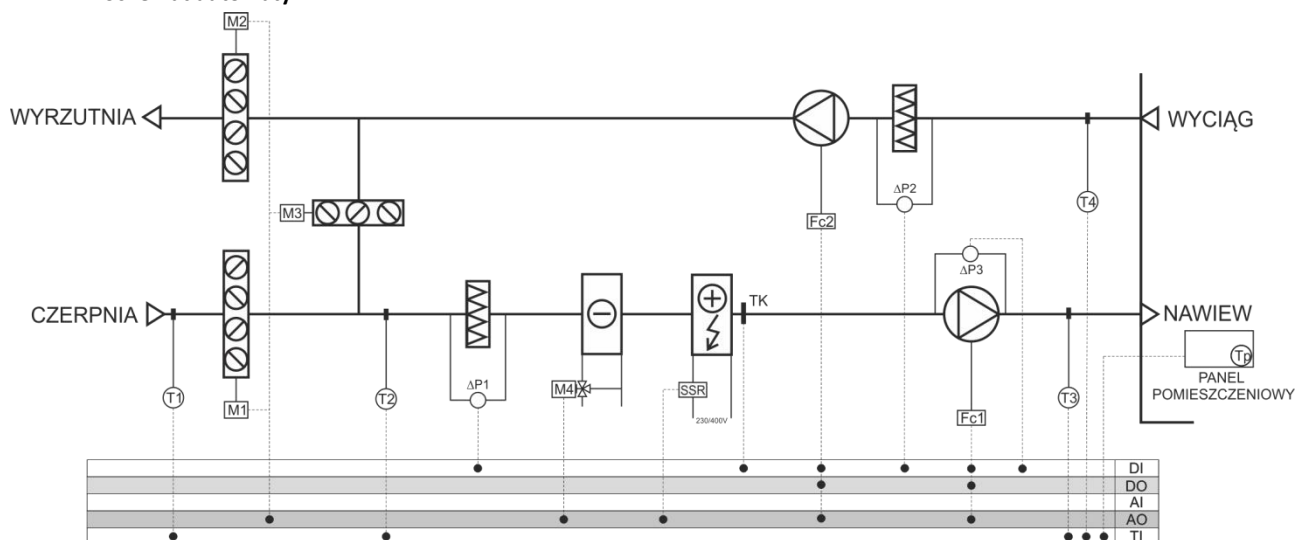 M2
WYRZUTNIA
WYCIĄG
ΔP2
M3
Fc2
T4
ΔP3
CZERPNIA
TK
NAWIEW
Tp
PANEL
POMIESZCZENIOWY
T1
M1
T2
ΔP1
M4
SSR
230/400V
Fc1
T3
DI
DO
AI
AO
TI